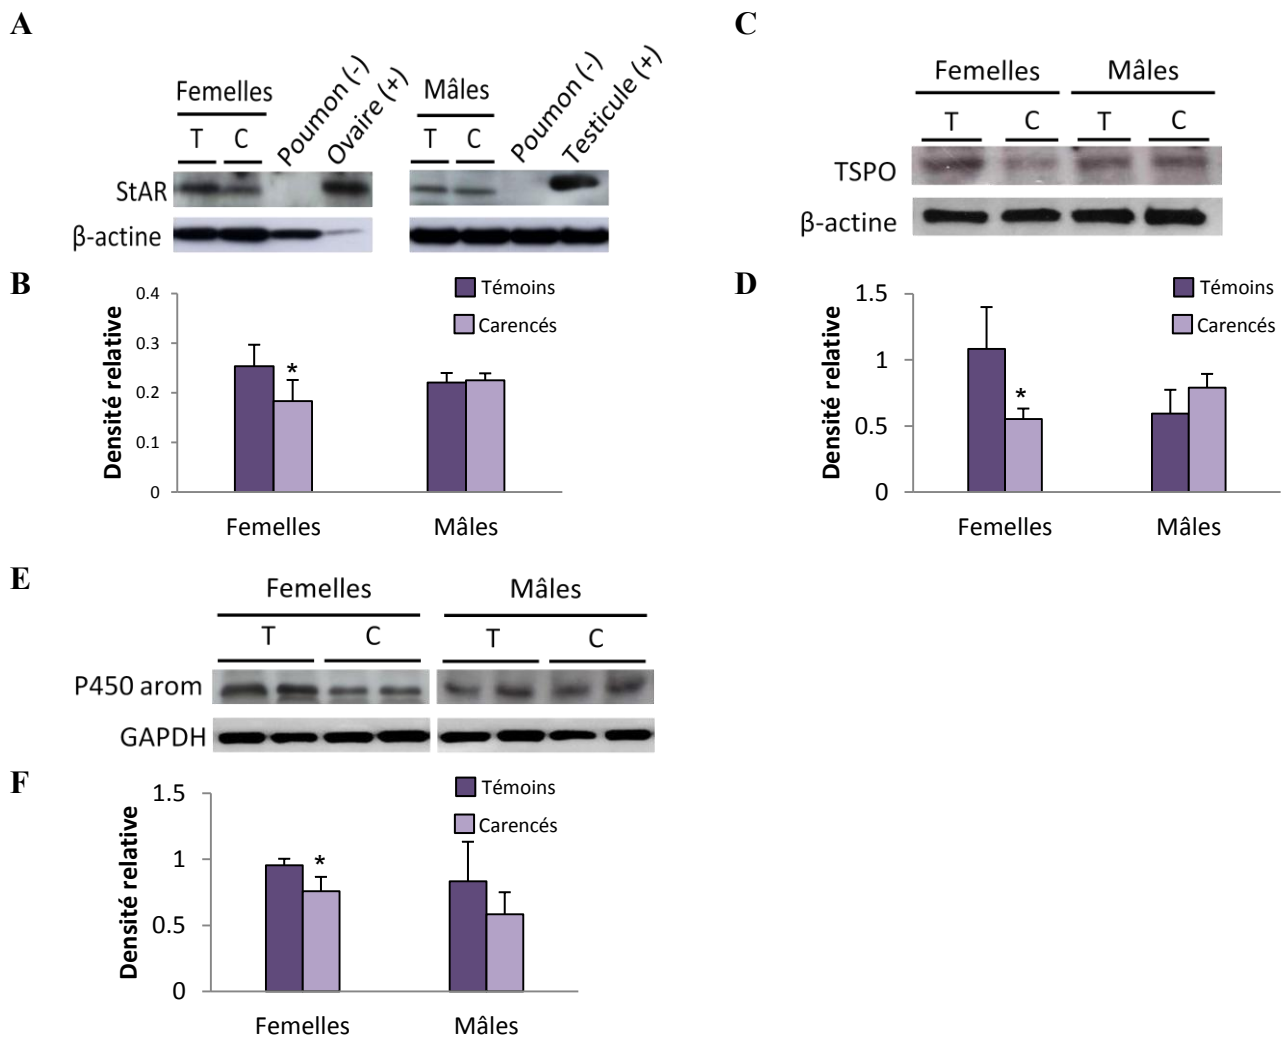 A
Femelles
Mâles
T
C
Poumon (-)
Ovaire (+)
T
C
Poumon (-)
Testicule (+)
StAR
β-actine
C
Femelles
Mâles
T
C
T
C
TSPO
β-actine
B
Densité relative
0.4
0.3
0.2
0.1
0
*
Témoins
Carencés
Femelles
Mâles
D
Densité relative
1.5
1
0.5
0
*
Témoins
Carencés
Femelles
Mâles
E
Femelles
Mâles
T
C
T
C
P450 arom
GAPDH
F
Densité relative
1.5
1
0.5
0
*
Témoins
Carencés
Femelles
Mâles